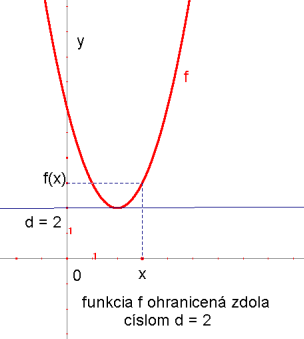 y
f
f(x)
d = 2
1
1
0
x
funkcia f ohraničená zdola
číslom d = 2